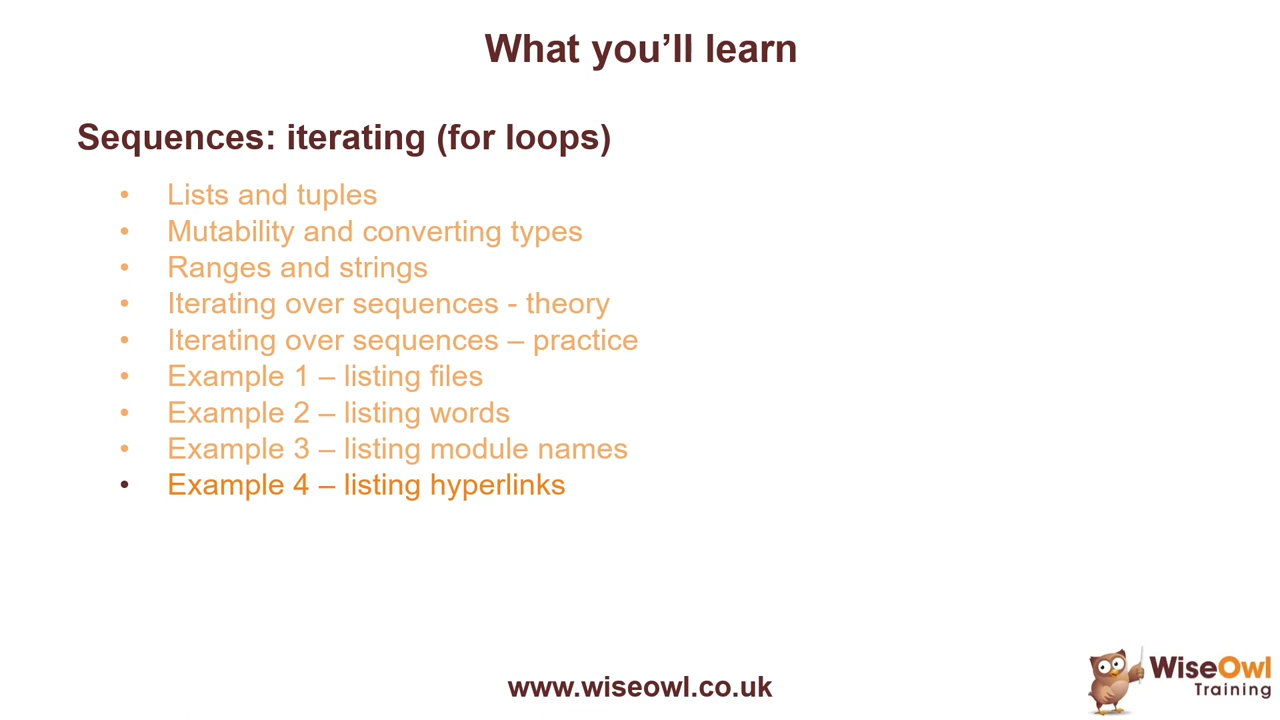 What you’ll learn
Sequences: iterating (for loops)
• Lists and tuples
• Mutability and converting types
• Ranges and strings
• Iterating over sequences - theory
• Iterating over sequences – practice
• Example 1 – listing files
• Example 2 – listing words
• Example 3 – listing module names
• Example 4 – listing hyperlinks
www.wiseowl.co.uk
WiseOwl
Training